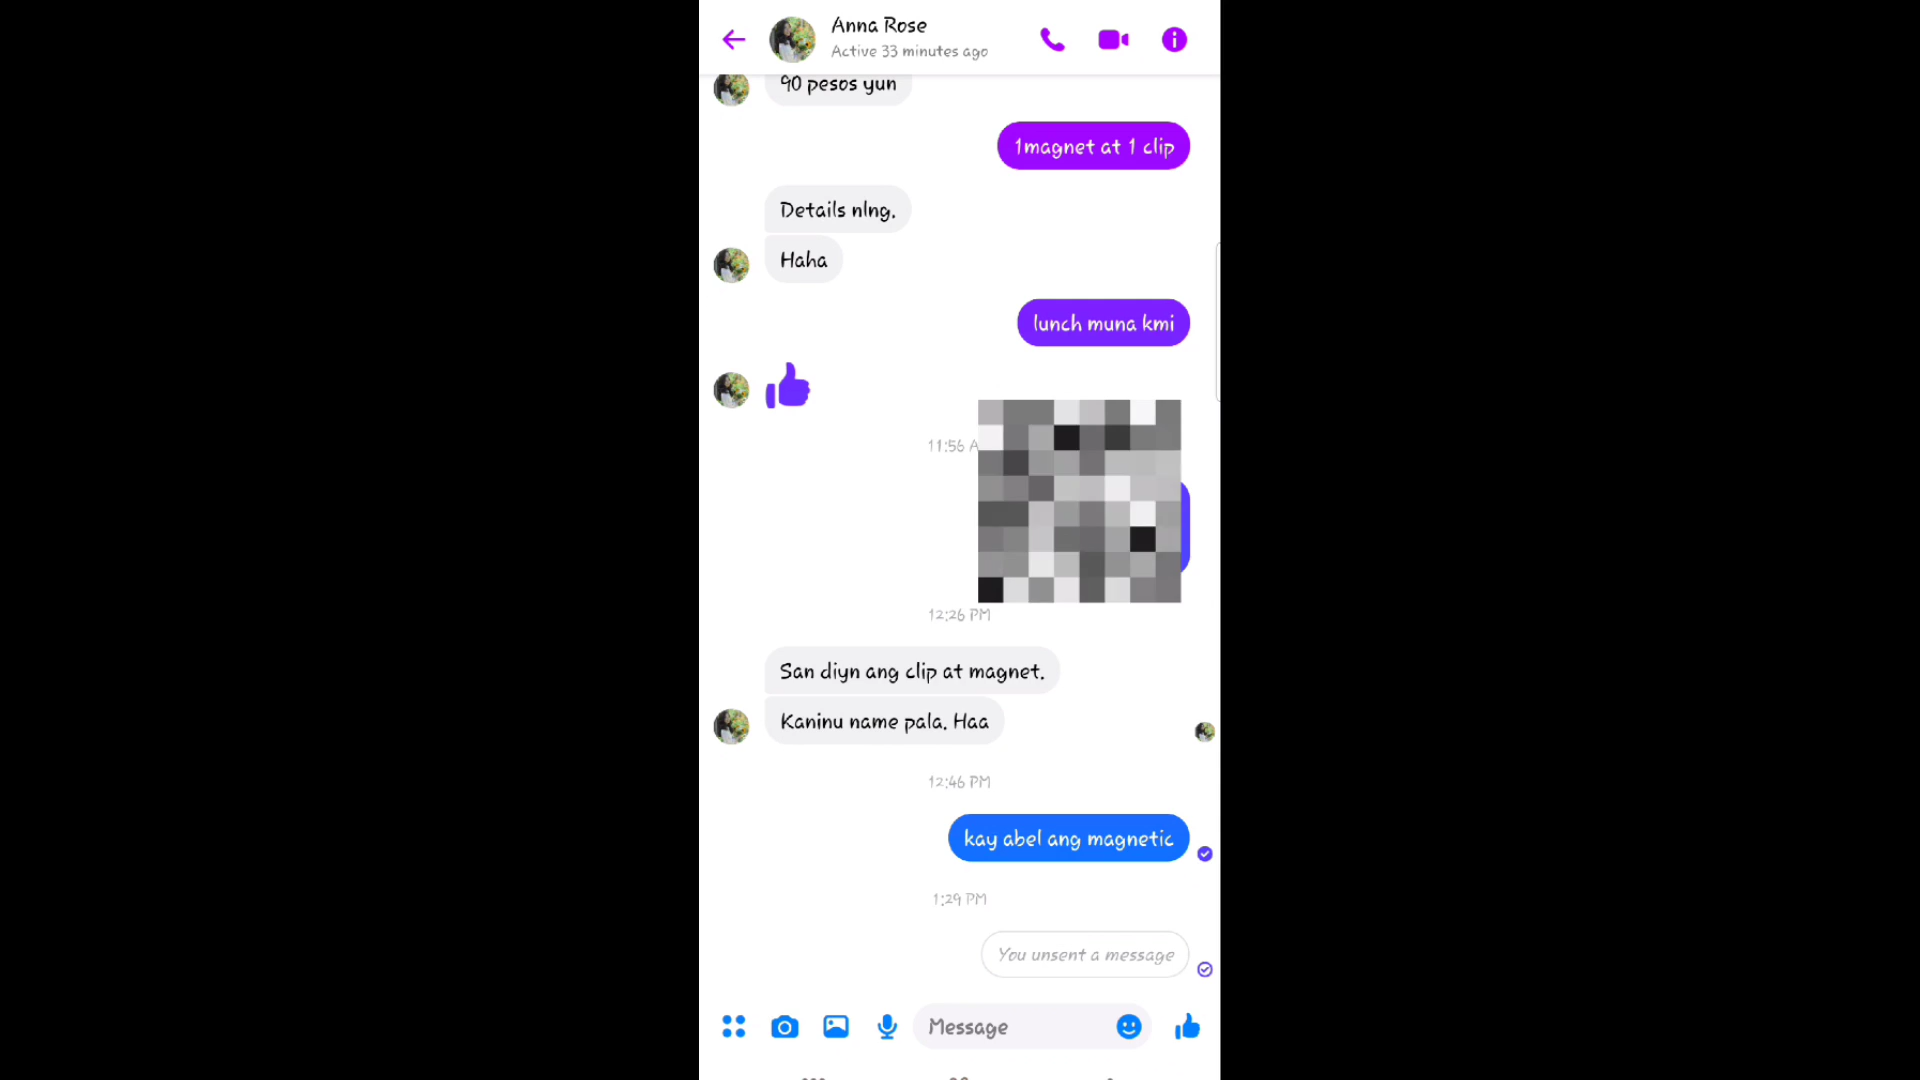 Anna Rose
Active 33 minutes ago
90 pesos yun
1magnet at 1 clip
Details nlng.
Haha
lunch muna kmi
11:56 A
12:26 PM
San diyn ang clip at magnet.
Kaninu name pala. Haa
12:46 PM
kay abel ang magnetic
1:29 PM
You unsent a message
Message